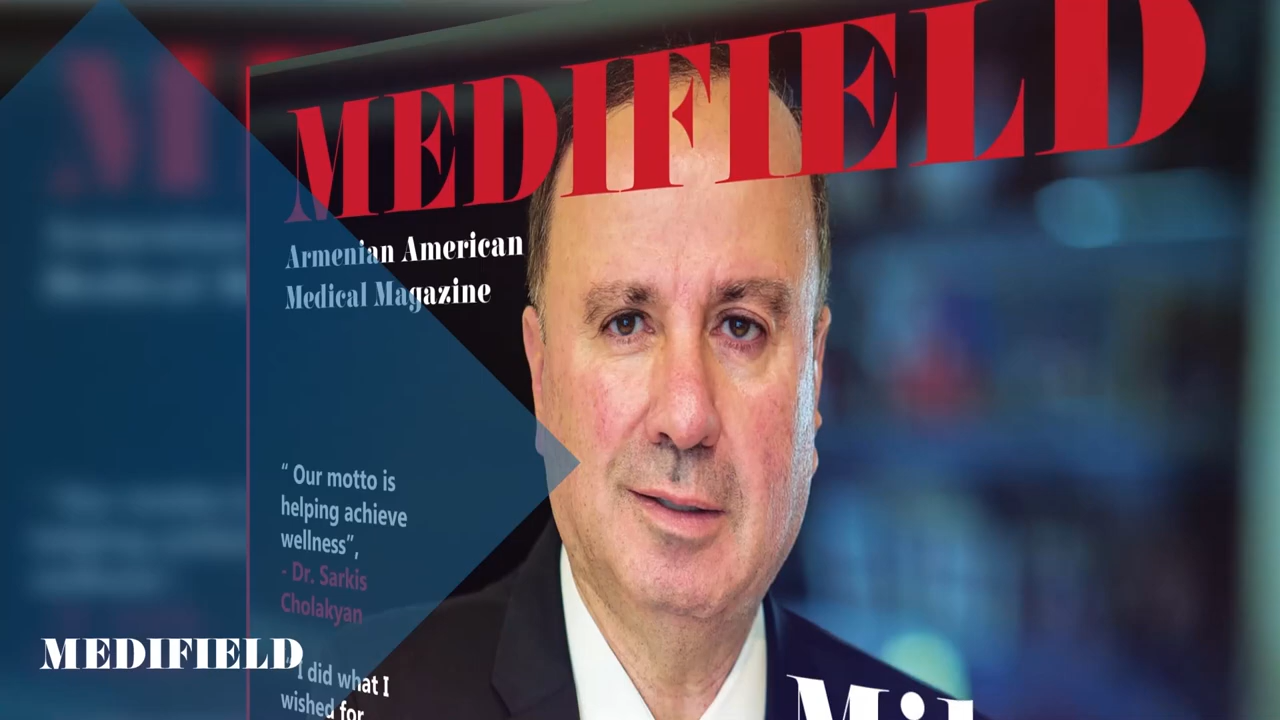 MEDIFIELD
Armenian American
Medical Magazine
“ Our motto is
helping achieve
wellness”,
- Dr. Sarkis
Cholakyan
“ I did what I
wished for
MEDIFIELD